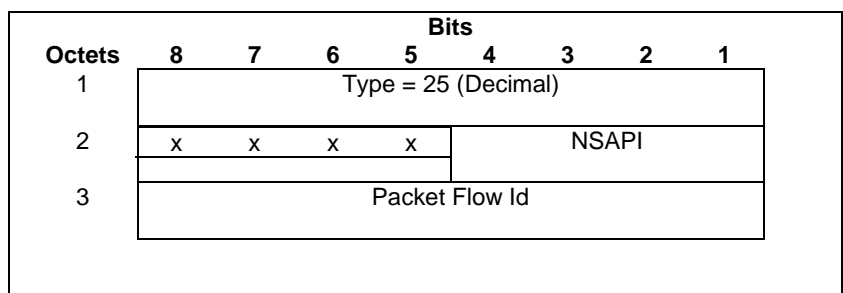 Bits
Octets 8 7 6 5 4 3 2 1
1 Type = 25 (Decimal)
2 x x x x NSAPI
3 Packet Flow Id